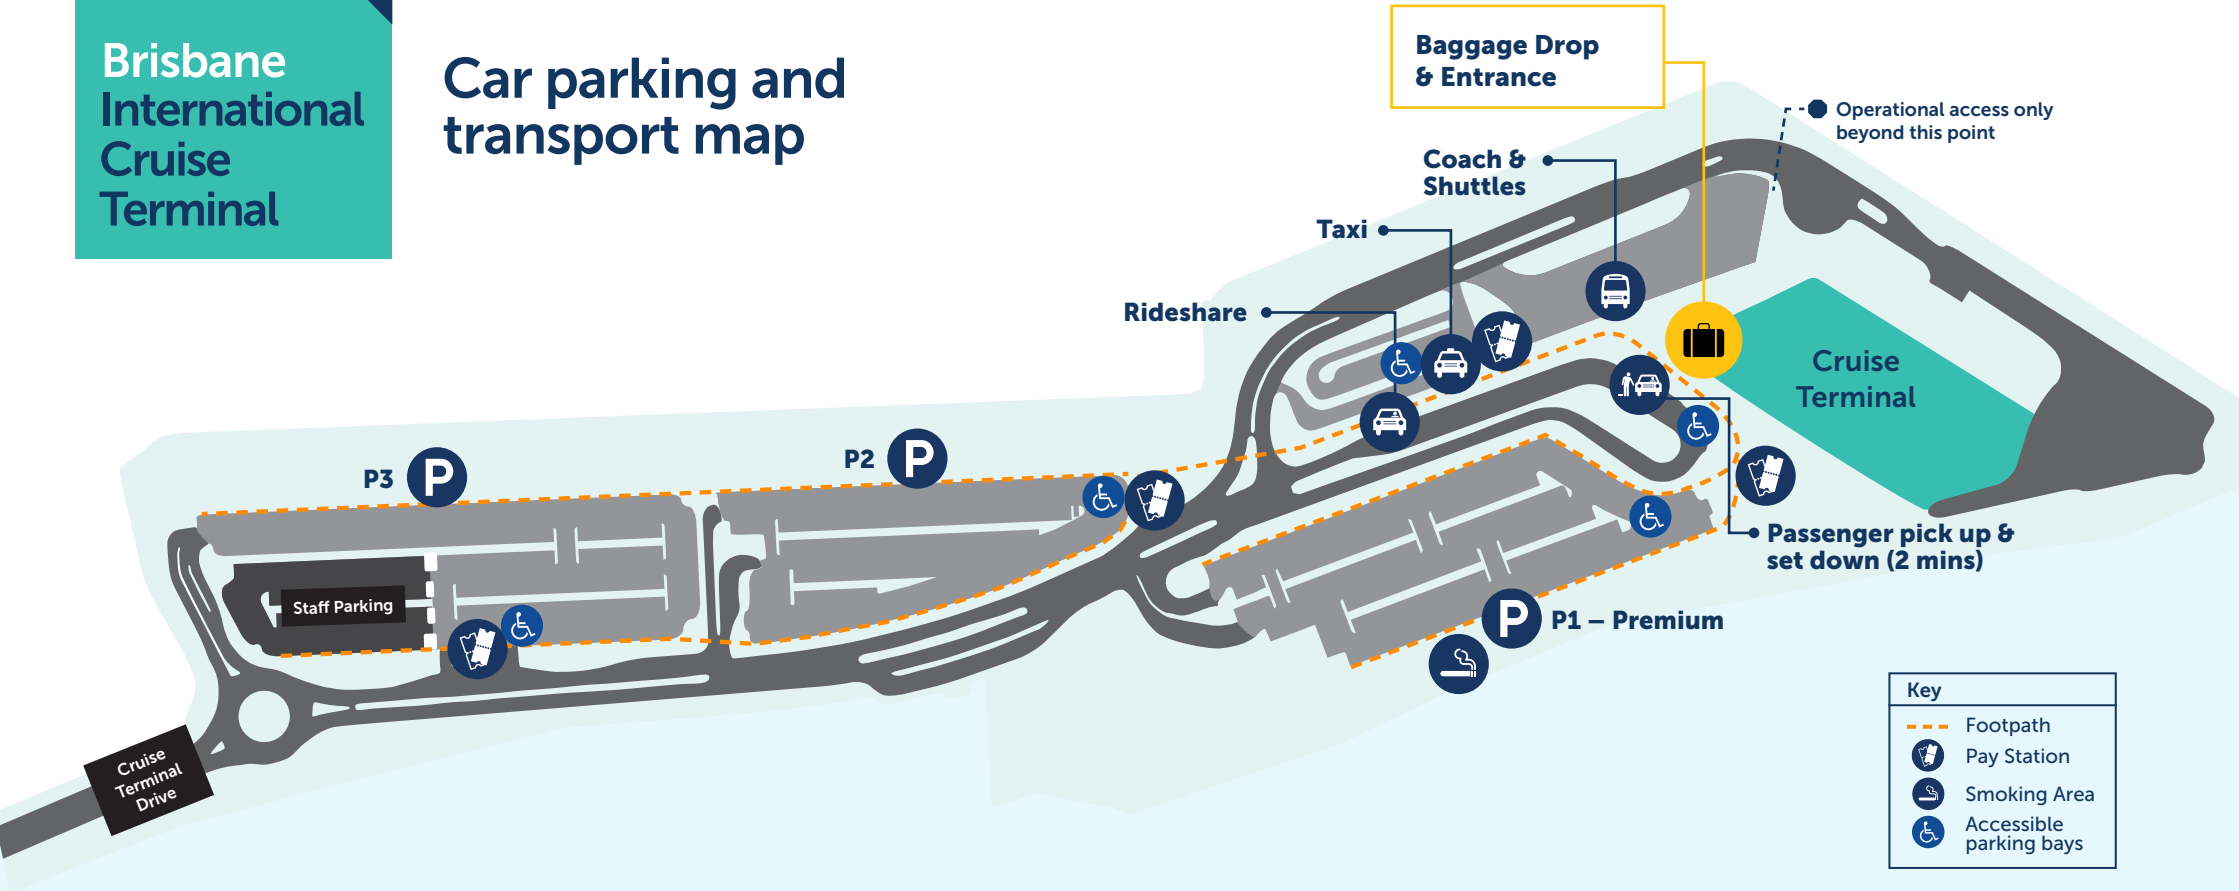 Brisbane
International
Cruise
Terminal
Car parking and
transport map
Baggage Drop
& Entrance
Operational access only
beyond this point
Coach &
Shuttles
Taxi
Rideshare
Cruise
Terminal
P3
P
P2
P
Staff Parking
Passenger pick up &
set down (2 mins)
P
P1 – Premium
Cruise
Terminal
Drive
Key
Footpath
Pay Station
Smoking Area
Accessible
parking bays